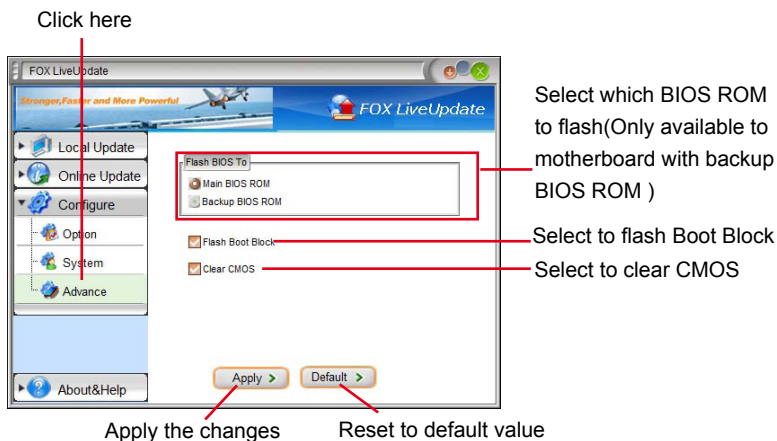 Click here
FOX LiveUpdate
Stronger,Faster and More Powerful
FOX LiveUpdate
Local Update
Online Update
Configure
Option
System
Advance
About&Help
Flash BIOS To
Main BIOS ROM
Backup BIOS ROM
Flash Boot Block
Clear CMOS
Apply
Default
Select which BIOS ROM
to flash(Only available to
motherboard with backup
BIOS ROM )
Select to flash Boot Block
Select to clear CMOS
Apply the changes
Reset to default value